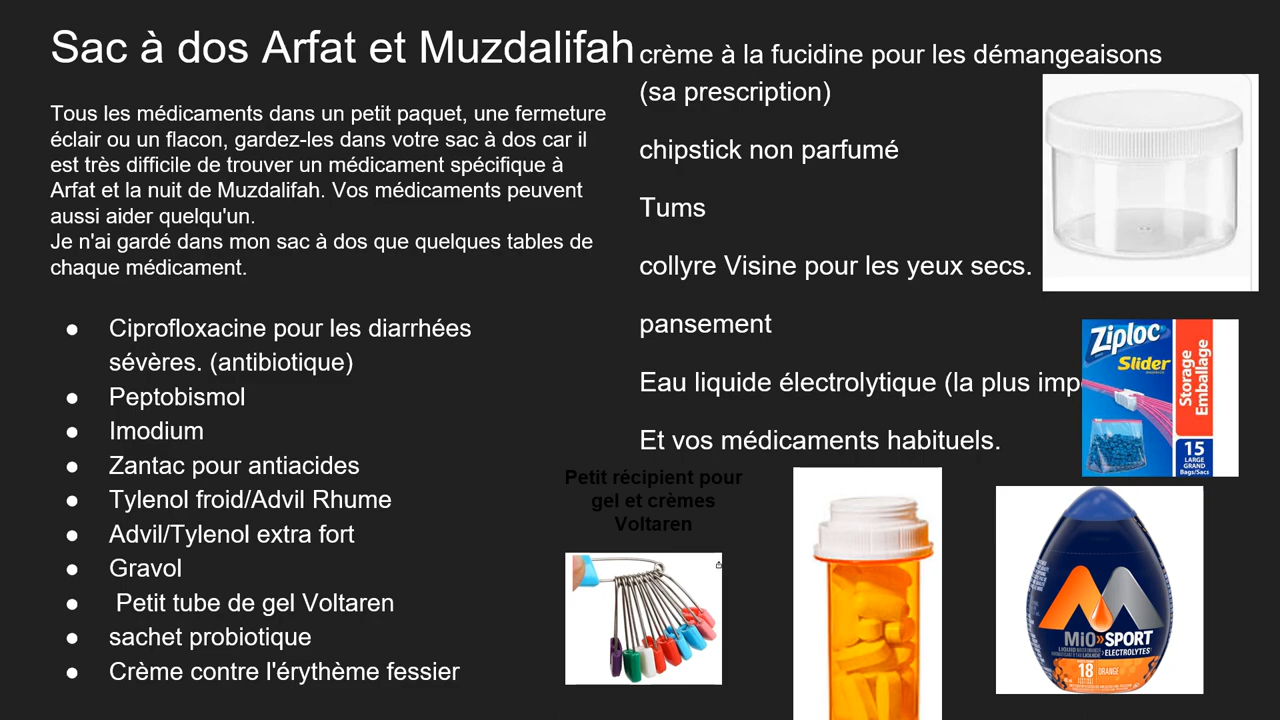 Sac à dos Arfat et Muzdalifah
Tous les médicaments dans un petit paquet, une fermeture
éclair ou un flacon, gardez-les dans votre sac à dos car il
est très difficile de trouver un médicament spécifique à
Arfat et la nuit de Muzdalifah. Vos médicaments peuvent
aussi aider quelqu'un.
Je n'ai gardé dans mon sac à dos que quelques tables de
chaque médicament.
● Ciprofloxacine pour les diarrhées
sévères. (antibiotique)
● Peptobismol
● Imodium
● Zantac pour antiacides
● Tylenol froid/Advil Rhume
● Advil/Tylenol extra fort
● Gravol
● Petit tube de gel Voltaren
● sachet probiotique
● Crème contre l'érythème fessier
crème à la fucidine pour les démangeaisons
(sa prescription)
chipstick non parfumé
Tums
collyre Visine pour les yeux secs.
pansement
Eau liquide électrolytique (la plus imp
Et vos médicaments habituels.
Petit récipient pour
gel et crèmes
Voltaren
Ziploc
Slider
Storage
Emballage
15
LARGE
GRAND
Bags/Sacs
MiO»SPORT
ELECTROLYTES
18 ORANGE